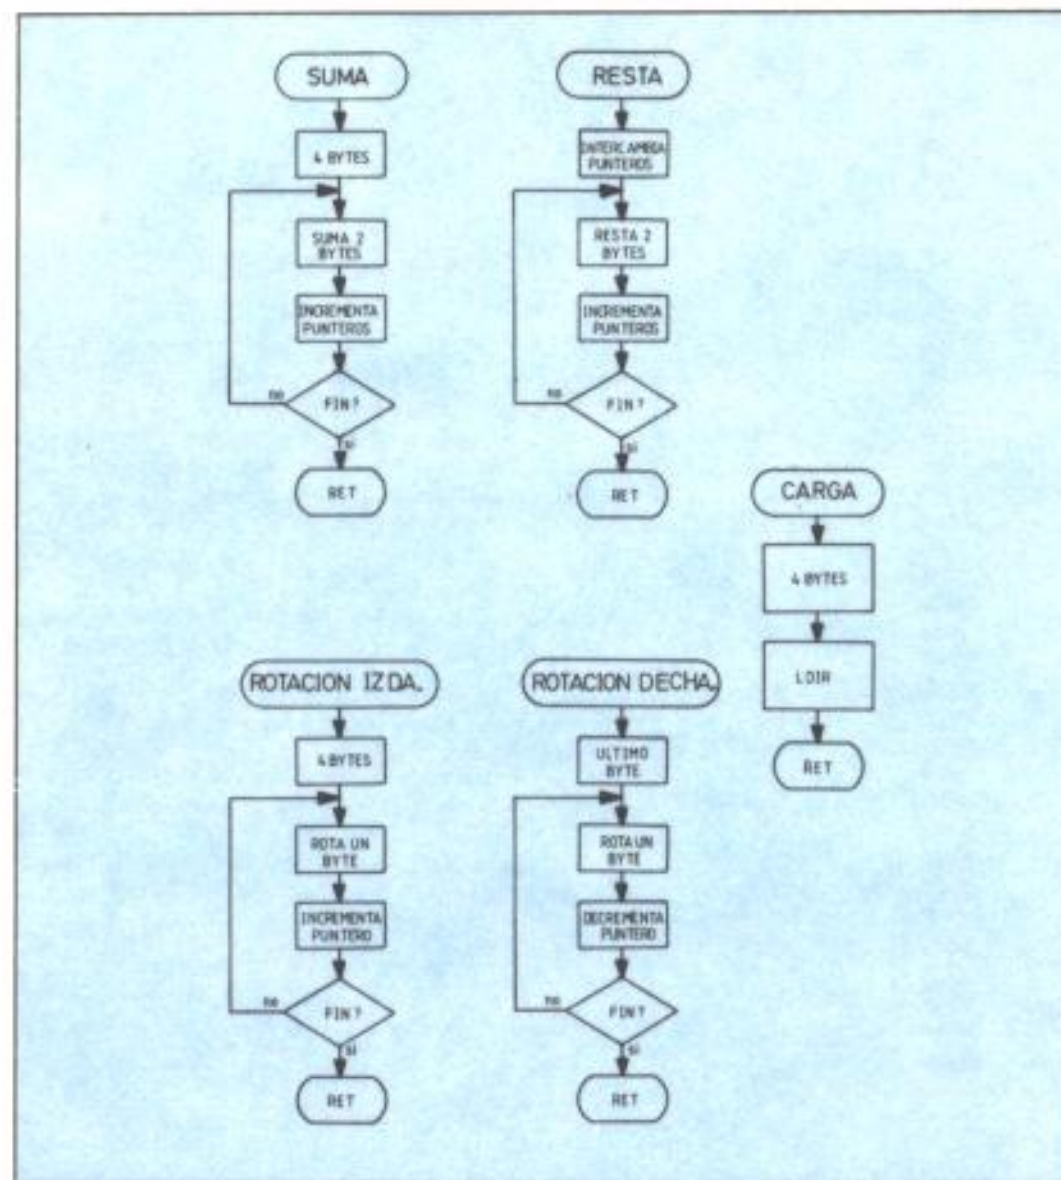 SUMA
4 BYTES
SUMA 2
BYTES
INCREMENTA
PUNTEROS
FIN?
no
si
RET
RESTA
INTERCAMBIA
PUNTEROS
RESTA 2
BYTES
INCREMENTA
PUNTEROS
FIN?
no
si
RET
CARGA
4 BYTES
LDIR
RET
ROTACION IZDA.
4 BYTES
ROTA UN
BYTE
INCREMENTA
PUNTERO
FIN?
no
si
RET
ROTACION DECHA.
ULTIMO
BYTE
ROTA UN
BYTE
DECREMENTA
PUNTERO
FIN?
no
si
RET